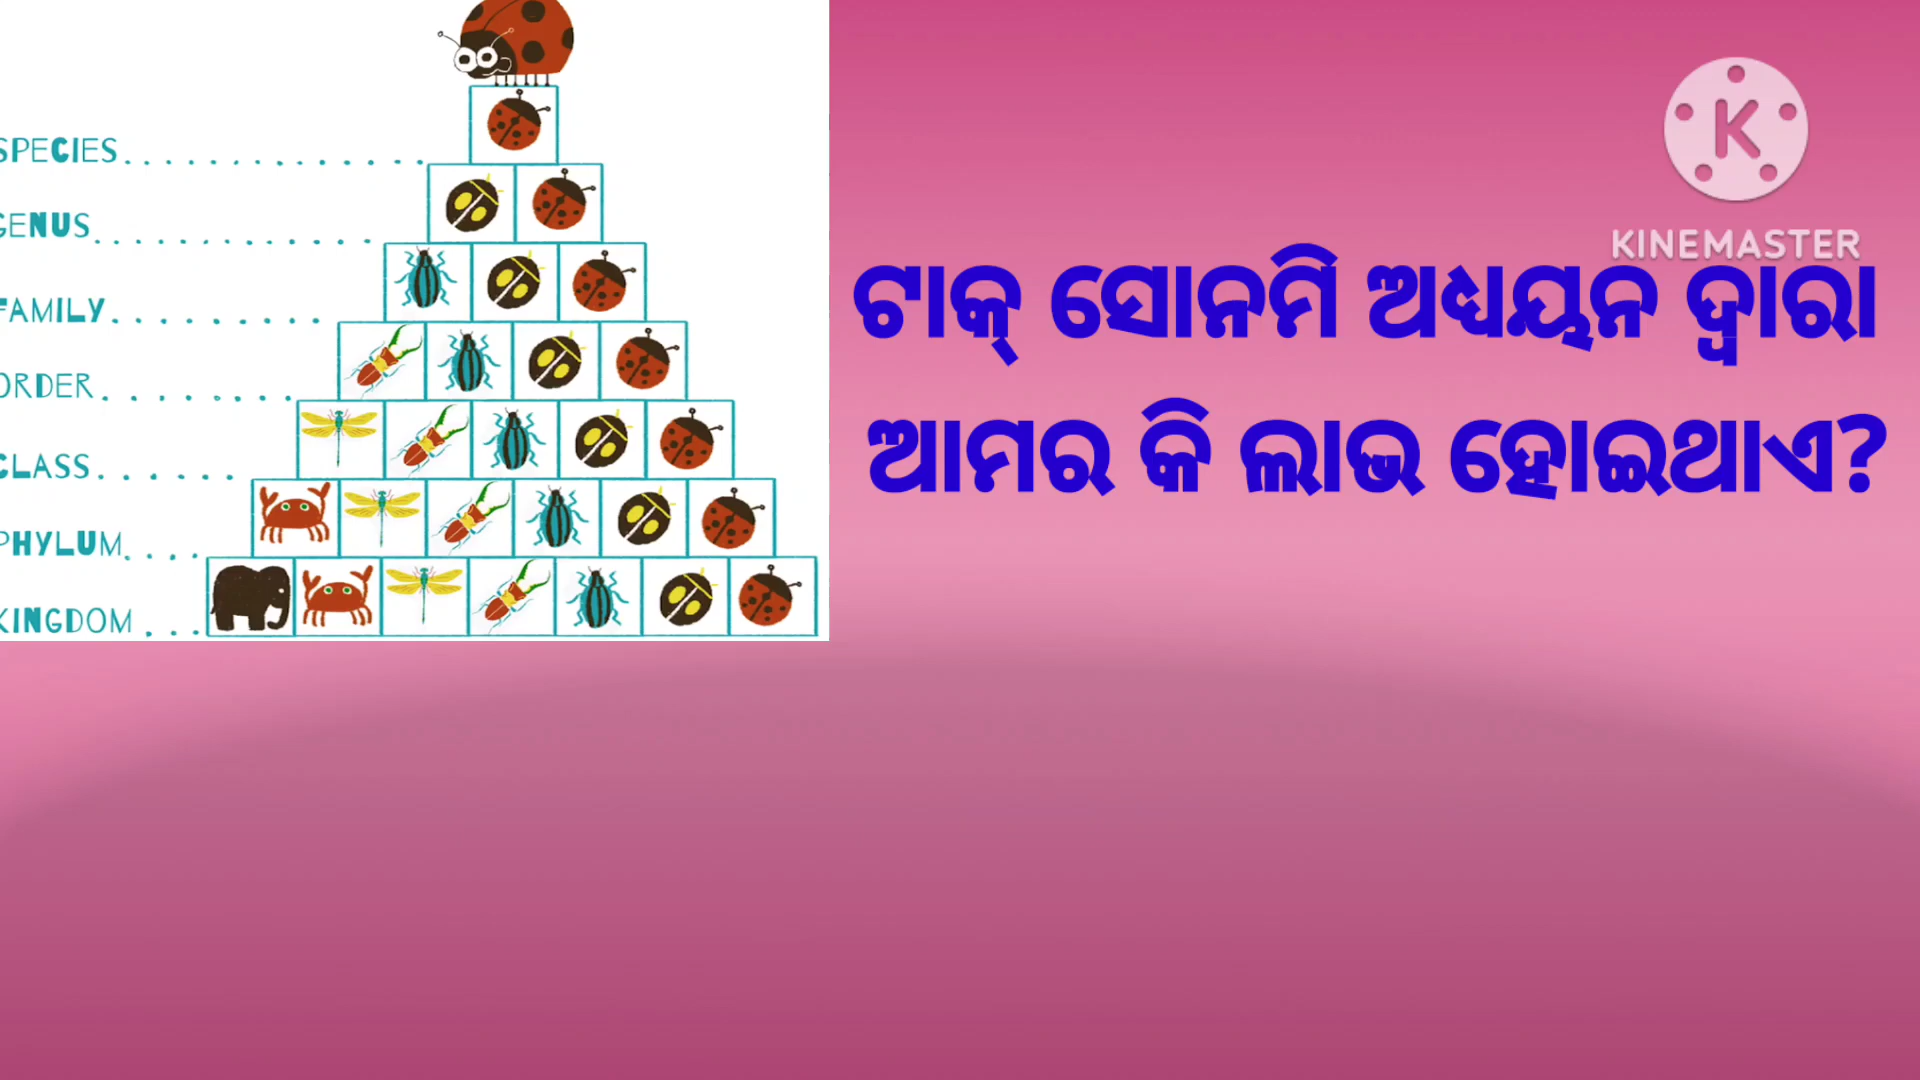 SPECIES
GENUS
FAMILY
ORDER
CLASS
PHYLUM
KINGDOM
KINEMASTER
ଟାକ୍ ସୋନମି ଅଧ୍ୟୟନ ଦ୍ୱାରା
ଆମର କି ଲାଭ ହୋଇଥାଏ?